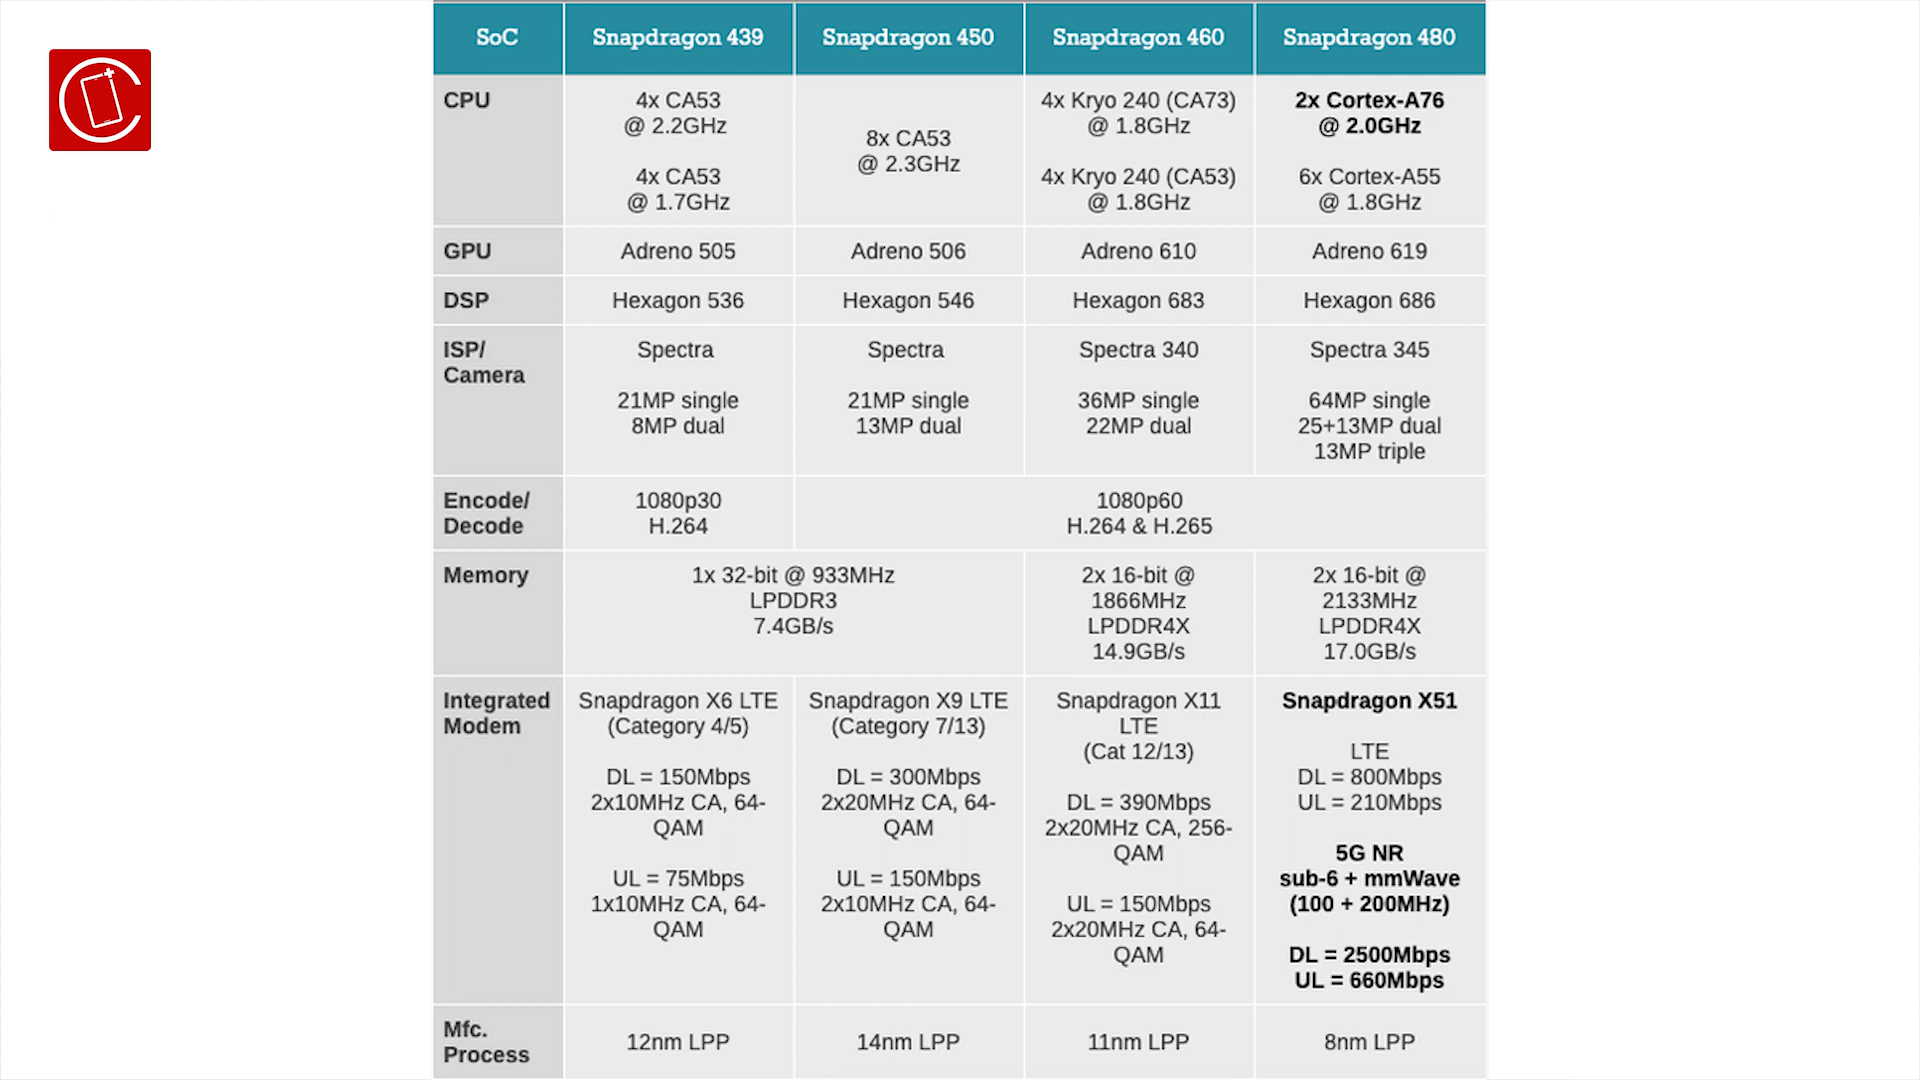 SoC
Snapdragon 439
Snapdragon 450
Snapdragon 460
Snapdragon 480
CPU
4x CA53
@ 2.2GHz
4x CA53
@ 1.7GHz
8x CA53
@ 2.3GHz
4x Kryo 240 (CA73)
@ 1.8GHz
4x Kryo 240 (CA53)
@ 1.8GHz
2x Cortex-A76
@ 2.0GHz
6x Cortex-A55
@ 1.8GHz
GPU
Adreno 505
Adreno 506
Adreno 610
Adreno 619
DSP
Hexagon 536
Hexagon 546
Hexagon 683
Hexagon 686
ISP/
Camera
Spectra
21MP single
8MP dual
Spectra
21MP single
13MP dual
Spectra 340
36MP single
22MP dual
Spectra 345
64MP single
25+13MP dual
13MP triple
Encode/
Decode
1080p30
H.264
1080p60
H.264 & H.265
Memory
1x 32-bit @ 933MHz
LPDDR3
7.4GB/s
2x 16-bit @
1866MHz
LPDDR4X
14.9GB/s
2x 16-bit @
2133MHz
LPDDR4X
17.0GB/s
Integrated
Modem
Snapdragon X6 LTE
(Category 4/5)
DL = 150Mbps
2x10MHz CA, 64-
QAM
UL = 75Mbps
1x10MHz CA, 64-
QAM
Snapdragon X9 LTE
(Category 7/13)
DL = 300Mbps
2x20MHz CA, 64-
QAM
UL = 150Mbps
2x10MHz CA, 64-
QAM
Snapdragon X11
LTE
(Cat 12/13)
DL = 390Mbps
2x20MHz CA, 256-
QAM
UL = 150Mbps
2x20MHz CA, 64-
QAM
Snapdragon X51
LTE
DL = 800Mbps
UL = 210Mbps
5G NR
sub-6 + mmWave
(100 + 200MHz)
DL = 2500Mbps
UL = 660Mbps
Mfc.
Process
12nm LPP
14nm LPP
11nm LPP
8nm LPP